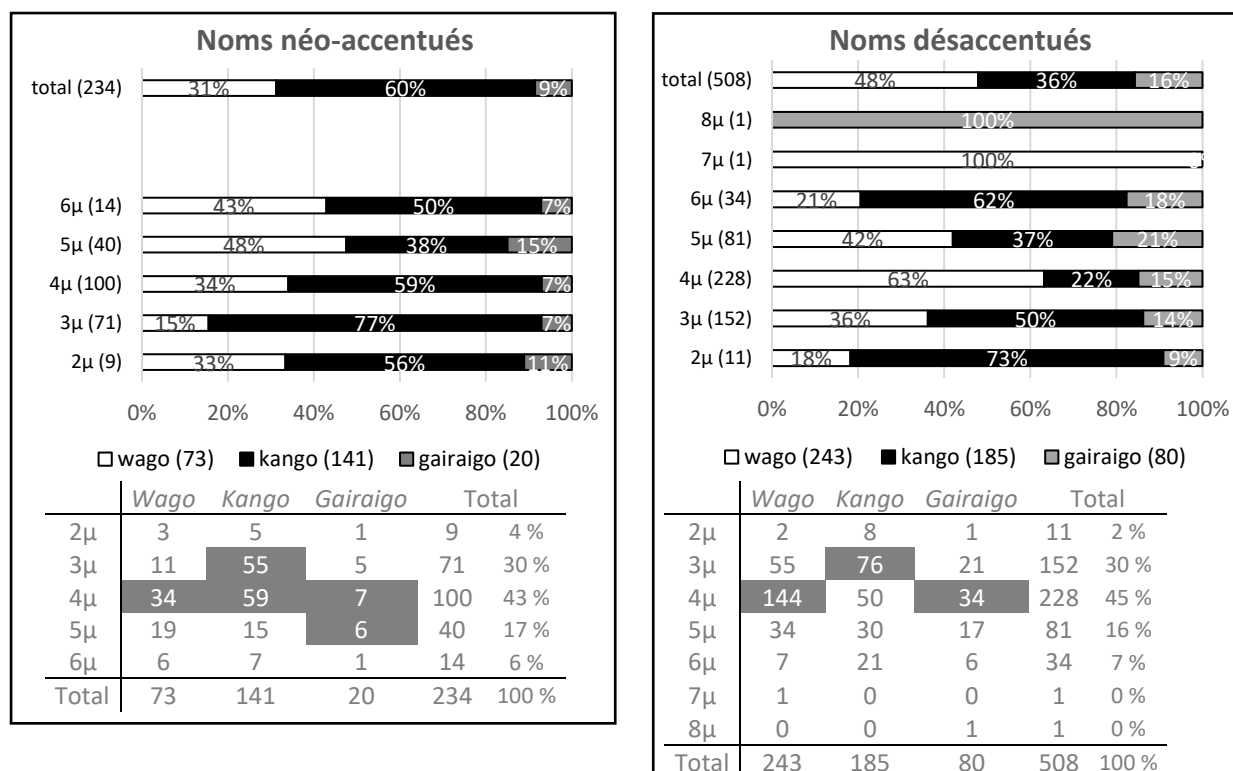 Noms néo-accentués
total (234) 31% 60% 9%
6μ (14) 43% 50% 7%
5μ (40) 48% 38% 15%
4μ (100) 34% 59% 7%
3μ (71) 15% 77% 7%
2μ (9) 33% 56% 11%
0% 20% 40% 60% 80% 100%
wago (73) kango (141) gairaigo (20)
Wago Kango Gairaigo Total
2μ 3 5 1 9 4 %
3μ 11 55 5 71 30 %
4μ 34 59 7 100 43 %
5μ 19 15 6 40 17 %
6μ 6 7 1 14 6 %
Total 73 141 20 234 100 %
Noms désaccentués
total (508) 48% 36% 16%
8μ (1) 100%
7μ (1) 100%
6μ (34) 21% 62% 18%
5μ (81) 42% 37% 21%
4μ (228) 63% 22% 15%
3μ (152) 36% 50% 14%
2μ (11) 18% 73% 9%
0% 20% 40% 60% 80% 100%
wago (243) kango (185) gairaigo (80)
Wago Kango Gairaigo Total
2μ 2 8 1 11 2 %
3μ 55 76 21 152 30 %
4μ 144 50 34 228 45 %
5μ 34 30 17 81 16 %
6μ 7 21 6 34 7 %
7μ 1 0 0 1 0 %
8μ 0 0 1 1 0 %
Total 243 185 80 508 100 %